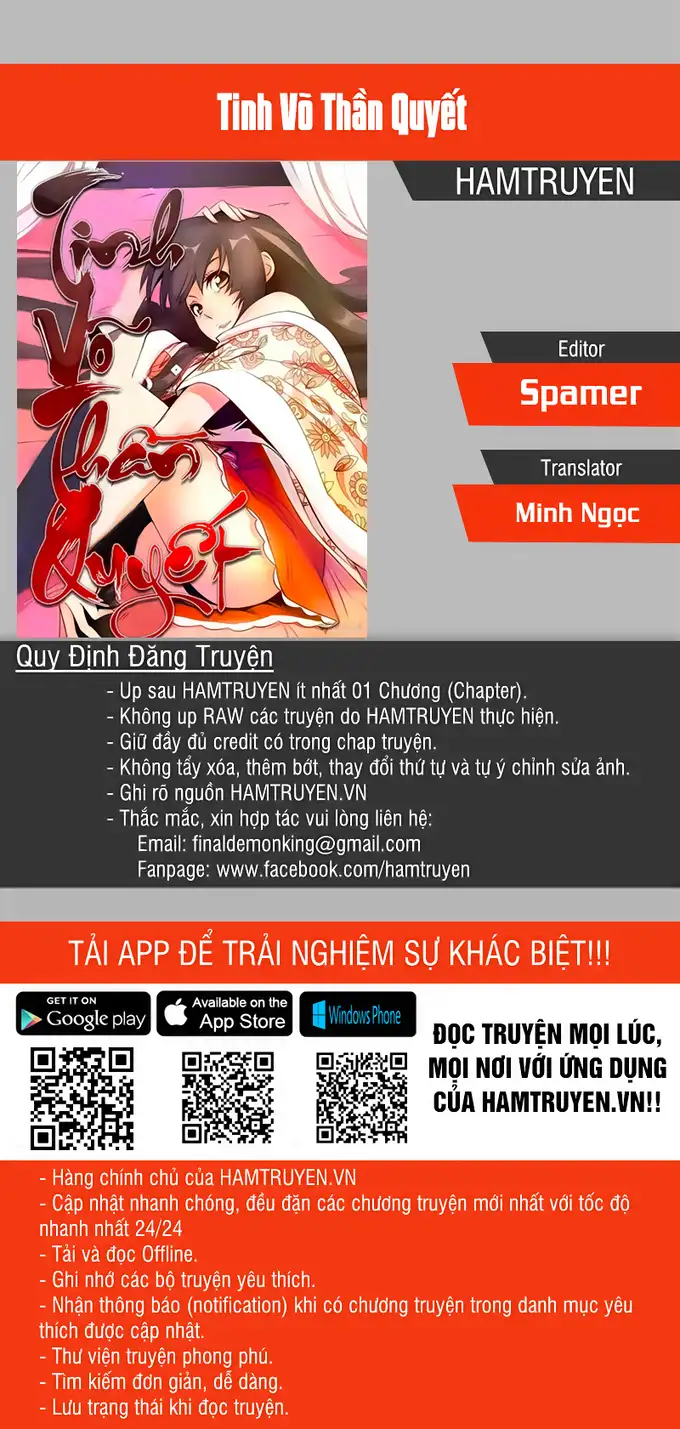 Tinh Võ Thần Quyết
HAMTRUYEN
Tinh
Võ
Thần
Quyết
Editor
Spamer
Translator
Minh Ngọc
Quy Định Đăng Truyện
- Up sau HAMTRUYEN ít nhất 01 Chương (Chapter).
- Không up RAW các truyện do HAMTRUYEN thực hiện.
- Giữ đầy đủ credit có trong chap truyện.
- Không tẩy xóa, thêm bớt, thay đổi thứ tự và tự ý chỉnh sửa ảnh.
- Ghi rõ nguồn HAMTRUYEN.VN
- Thắc mắc, xin hợp tác vui lòng liên hệ:
Email: finaldemonking@gmail.com
Fanpage: www.facebook.com/hamtruyen
TẢI APP ĐỂ TRẢI NGHIỆM SỰ KHÁC BIỆT!!!
GET IT ON
Google play
Available on the
App Store
Windows Phone
ĐỌC TRUYỆN MỌI LÚC,
MỌI NƠI VỚI ỨNG DỤNG
CỦA HAMTRUYEN.VN!!
- Hàng chính chủ của HAMTRUYEN.VN
- Cập nhật nhanh chóng, đều đặn các chương truyện mới nhất với tốc độ
nhanh nhất 24/24
- Tải và đọc Offline.
- Ghi nhớ các bộ truyện yêu thích.
- Nhận thông báo (notification) khi có chương truyện trong danh mục yêu
thích được cập nhật.
- Thư viện truyện phong phú.
- Tìm kiếm đơn giản, dễ dàng.
- Lưu trạng thái khi đọc truyện.